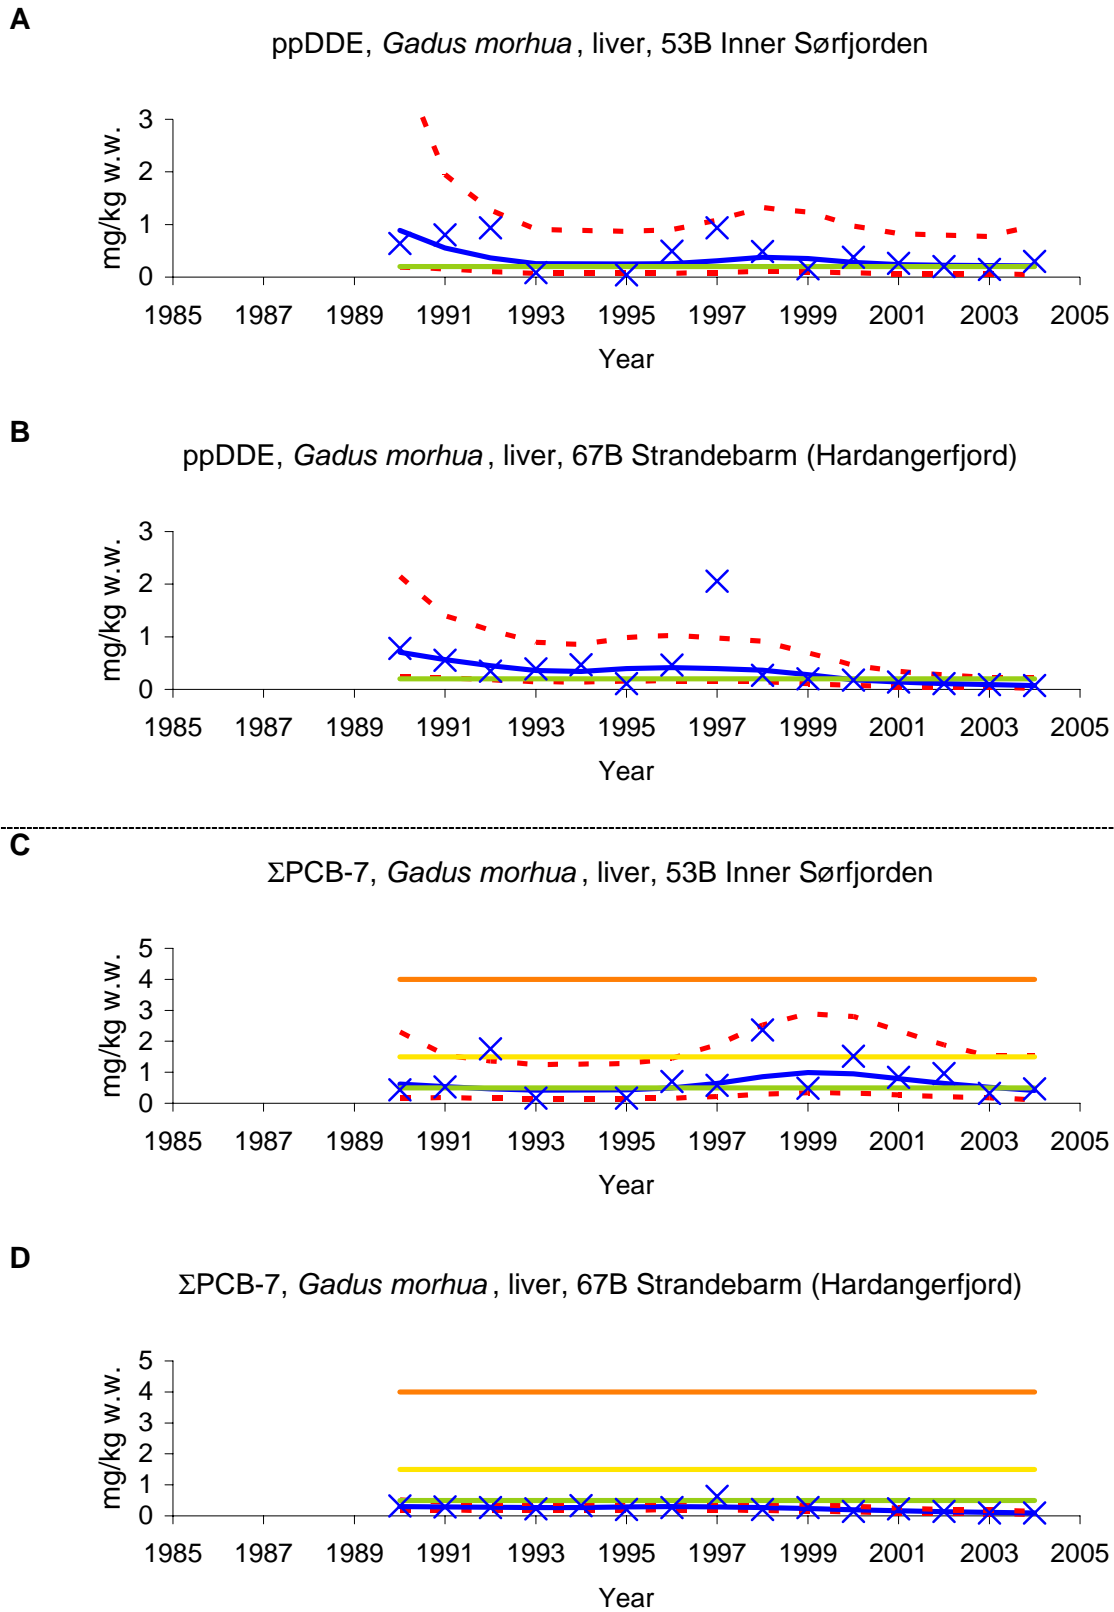 A
ppDDE, Gadus morhua, liver, 53B Inner Sørfjorden
mg/kg w.w.
3
2
1
0
1985 1987 1989 1991 1993 1995 1997 1999 2001 2003 2005
Year
B
ppDDE, Gadus morhua, liver, 67B Strandebarm (Hardangerfjord)
mg/kg w.w.
3
2
1
0
1985 1987 1989 1991 1993 1995 1997 1999 2001 2003 2005
Year
C
ΣPCB-7, Gadus morhua, liver, 53B Inner Sørfjorden
mg/kg w.w.
5
4
3
2
1
0
1985 1987 1989 1991 1993 1995 1997 1999 2001 2003 2005
Year
D
ΣPCB-7, Gadus morhua, liver, 67B Strandebarm (Hardangerfjord)
mg/kg w.w.
5
4
3
2
1
0
1985 1987 1989 1991 1993 1995 1997 1999 2001 2003 2005
Year